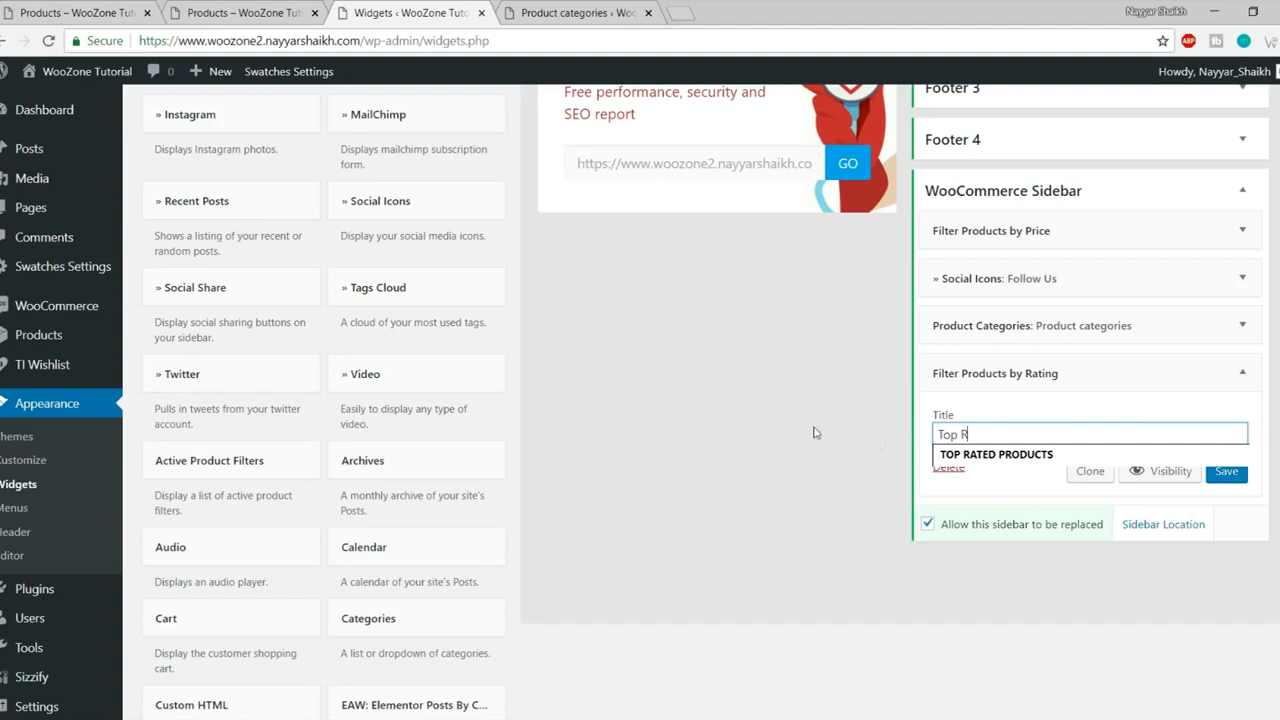 Products – WooZone Tuto
Products – WooZone Tuto
Widgets ‹ WooZone Tuto
Product categories ‹ Woo
Nayyar Shaikh
Secure
https://www.woozone2.nayyarshaikh.com/wp-admin/widgets.php
ABP
WooZone Tutorial
0
New
Swatches Settings
Howdy, Nayyar_Shaikh
Dashboard
Posts
Media
Pages
Comments
Swatches Settings
WooCommerce
Products
TI Wishlist
Appearance
Themes
Customize
Widgets
Menus
Header
Editor
Plugins
Users
Tools
Sizzify
Settings
» Instagram
Displays Instagram photos.
» MailChimp
Displays mailchimp subscription
form.
» Recent Posts
Shows a listing of your recent or
random posts.
» Social Icons
Display your social media icons.
» Social Share
Display social sharing buttons on
your sidebar.
» Tags Cloud
A cloud of your most used tags.
» Twitter
Pulls in tweets from your twitter
account.
» Video
Easily to display any type of
video.
Active Product Filters
Display a list of active product
filters.
Archives
A monthly archive of your site's
Posts.
Audio
Displays an audio player.
Calendar
A calendar of your site's Posts.
Cart
Display the customer shopping
cart.
Categories
A list or dropdown of categories.
Custom HTML
EAW: Elementor Posts By C...
Free performance, security and
SEO report
https://www.woozone2.nayyarshaikh.co
GO
Footer 3
Footer 4
WooCommerce Sidebar
Filter Products by Price
» Social Icons: Follow Us
Product Categories: Product categories
Filter Products by Rating
Title
Top R
TOP RATED PRODUCTS
Delete
Clone
Visibility
Save
Allow this sidebar to be replaced
Sidebar Location